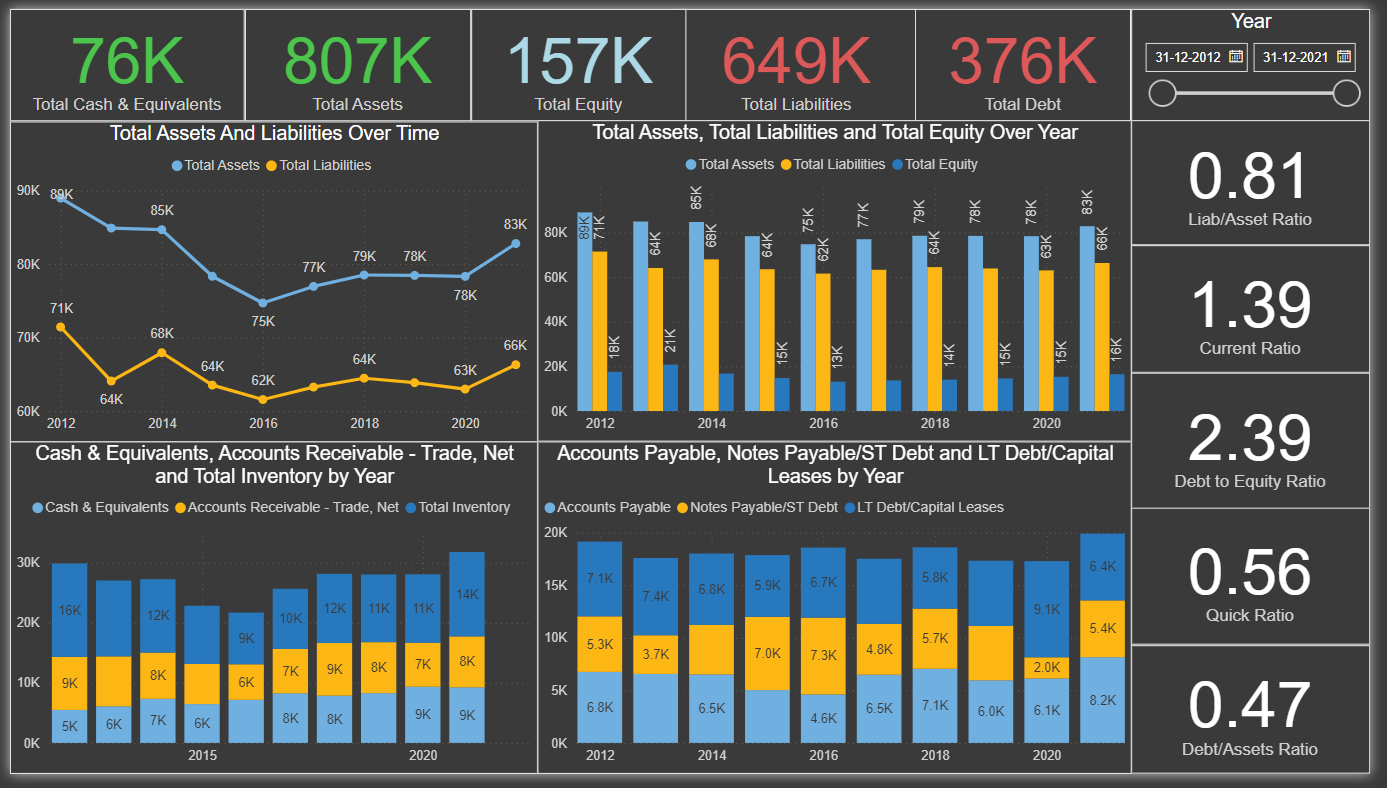 76K
Total Cash & Equivalents
807K
Total Assets
157K
Total Equity
649K
Total Liabilities
376K
Total Debt
Year
31-12-2012
31-12-2021
Total Assets And Liabilities Over Time
Total Assets Total Liabilities
90K
80K
70K
60K
89K
85K
75K
77K
79K
78K
78K
83K
71K
64K
68K
64K
62K
64K
63K
66K
2012 2014 2016 2018 2020
Total Assets, Total Liabilities and Total Equity Over Year
Total Assets Total Liabilities Total Equity
80K
60K
40K
20K
0K
89K
71K
18K
64K
21K
85K
68K
64K
15K
75K
62K
13K
77K
79K
64K
14K
78K
15K
78K
63K
15K
83K
66K
16K
2012 2014 2016 2018 2020
0.81
Liab/Asset Ratio
1.39
Current Ratio
2.39
Debt to Equity Ratio
0.56
Quick Ratio
0.47
Debt/Assets Ratio
Cash & Equivalents, Accounts Receivable - Trade, Net
and Total Inventory by Year
Cash & Equivalents Accounts Receivable - Trade, Net Total Inventory
30K
20K
10K
0K
16K 12K 9K 10K 12K 11K 11K 14K
9K 8K 6K 7K 9K 8K 7K 8K
5K 6K 7K 6K 8K 8K 9K 9K
2015 2020
Accounts Payable, Notes Payable/ST Debt and LT Debt/Capital
Leases by Year
Accounts Payable Notes Payable/ST Debt LT Debt/Capital Leases
20K
15K
10K
5K
0K
7.1K 7.4K 6.8K 5.9K 6.7K 5.8K 9.1K 6.4K
5.3K 3.7K 7.0K 7.3K 4.8K 5.7K 2.0K 5.4K
6.8K 6.5K 4.6K 6.5K 7.1K 6.0K 6.1K 8.2K
2012 2014 2016 2018 2020